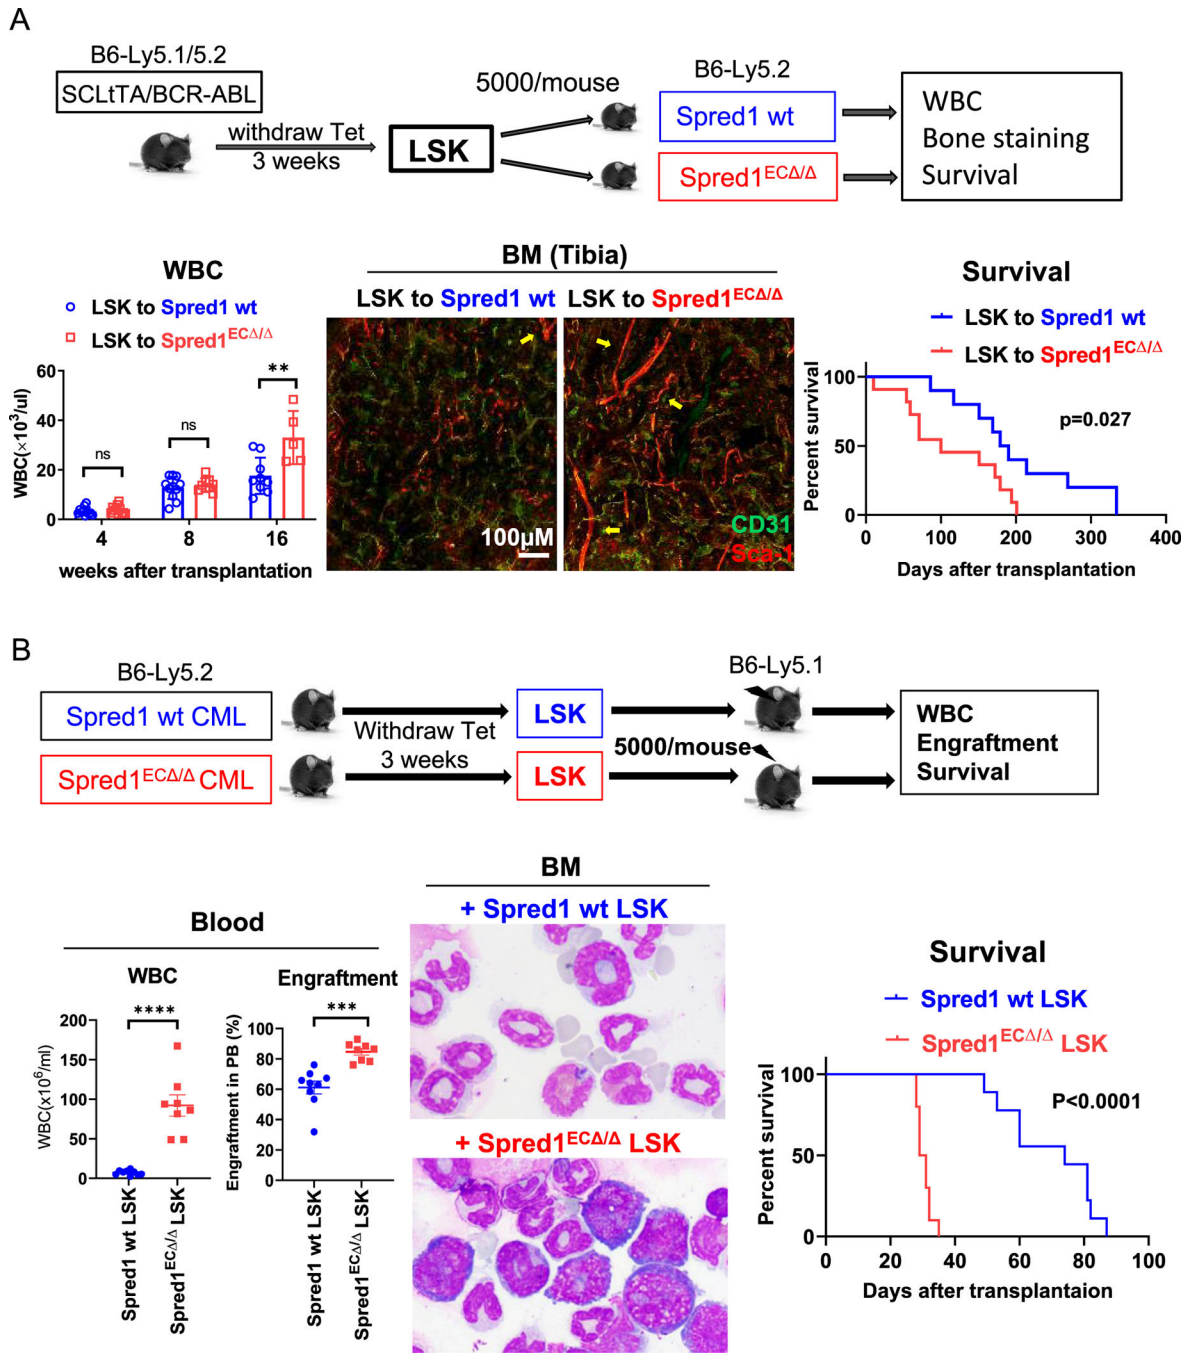 A
B6-Ly5.1/5.2
SCLtTA/BCR-ABL
withdraw Tet
3 weeks
LSK
5000/mouse
B6-Ly5.2
Spred1 wt
Spred1ECΔ/Δ
WBC
Bone staining
Survival
WBC
LSK to Spred1 wt
LSK to Spred1ECΔ/Δ
WBC(×10³/ul)
60
40
20
0
ns
ns
**
4
8
16
weeks after transplantation
BM (Tibia)
LSK to Spred1 wt
LSK to Spred1ECΔ/Δ
100μM
CD31
Sca-1
Survival
LSK to Spred1 wt
LSK to Spred1ECΔ/Δ
Percent survival
100
50
0
p=0.027
0
100
200
300
400
Days after transplantation
B
B6-Ly5.2
Spred1 wt CML
Spred1ECΔ/Δ CML
Withdraw Tet
3 weeks
LSK
LSK
5000/mouse
B6-Ly5.1
WBC
Engraftment
Survival
Blood
WBC
WBC(x10⁶/ml)
200
150
100
50
0
****
Spred1 wt LSK
Spred1ECΔ/Δ LSK
Engraftment
Engraftment in PB (%)
100
80
60
40
20
0
***
Spred1 wt LSK
Spred1ECΔ/Δ LSK
BM
+ Spred1 wt LSK
+ Spred1ECΔ/Δ LSK
Survival
Spred1 wt LSK
Spred1ECΔ/Δ LSK
Percent survival
100
50
0
P<0.0001
0
20
40
60
80
100
Days after transplantaion